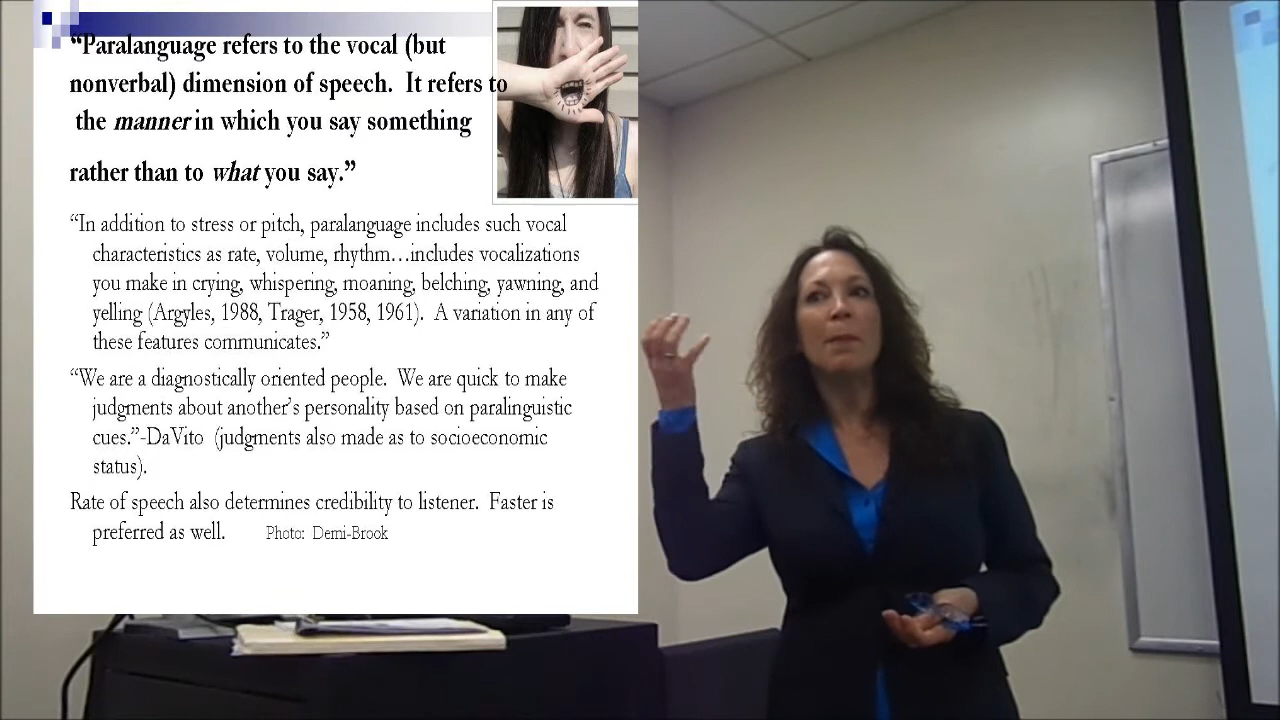 “Paralanguage refers to the vocal (but
nonverbal) dimension of speech.  It refers to
the manner in which you say something
rather than to what you say.”
“In addition to stress or pitch, paralanguage includes such vocal
characteristics as rate, volume, rhythm…includes vocalizations
you make in crying, whispering, moaning, belching, yawning, and
yelling (Argyles, 1988, Trager, 1958, 1961).  A variation in any of
these features communicates.”
“We are a diagnostically oriented people.  We are quick to make
judgments about another’s personality based on paralinguistic
cues.”-DaVito  (judgments also made as to socioeconomic
status).
Rate of speech also determines credibility to listener.  Faster is
preferred as well.  Photo:  Demi-Brook